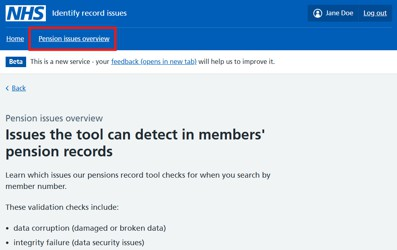 NHS Identify record issues Jane Doe Log out
Home Pension issues overview
Beta This is a new service - your feedback (opens in new tab) will help us to improve it.
Back
Pension issues overview
Issues the tool can detect in members'
pension records
Learn which issues our pensions record tool checks for when you search by
member number.
These validation checks include:
• data corruption (damaged or broken data)
• integrity failure (data security issues)